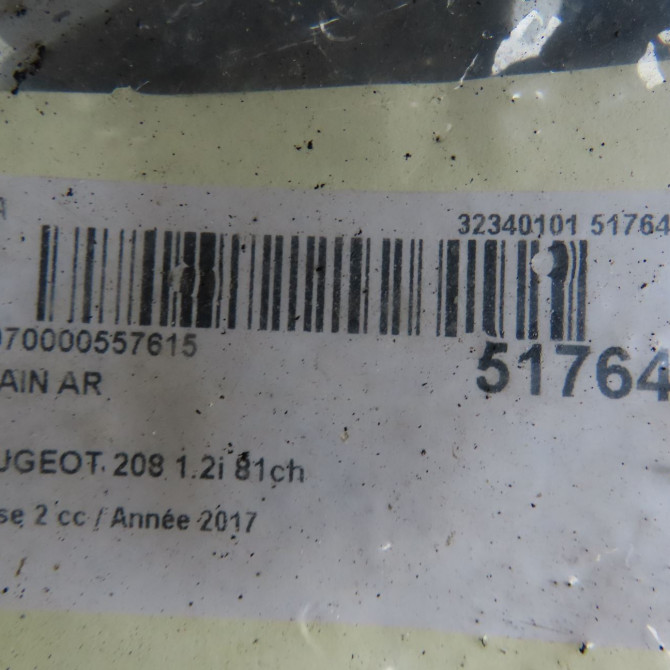 32340101 51764
070000557615
51764
AIN AR
UGEOT 208 1.2i 81ch
se 2 cc / Année 2017